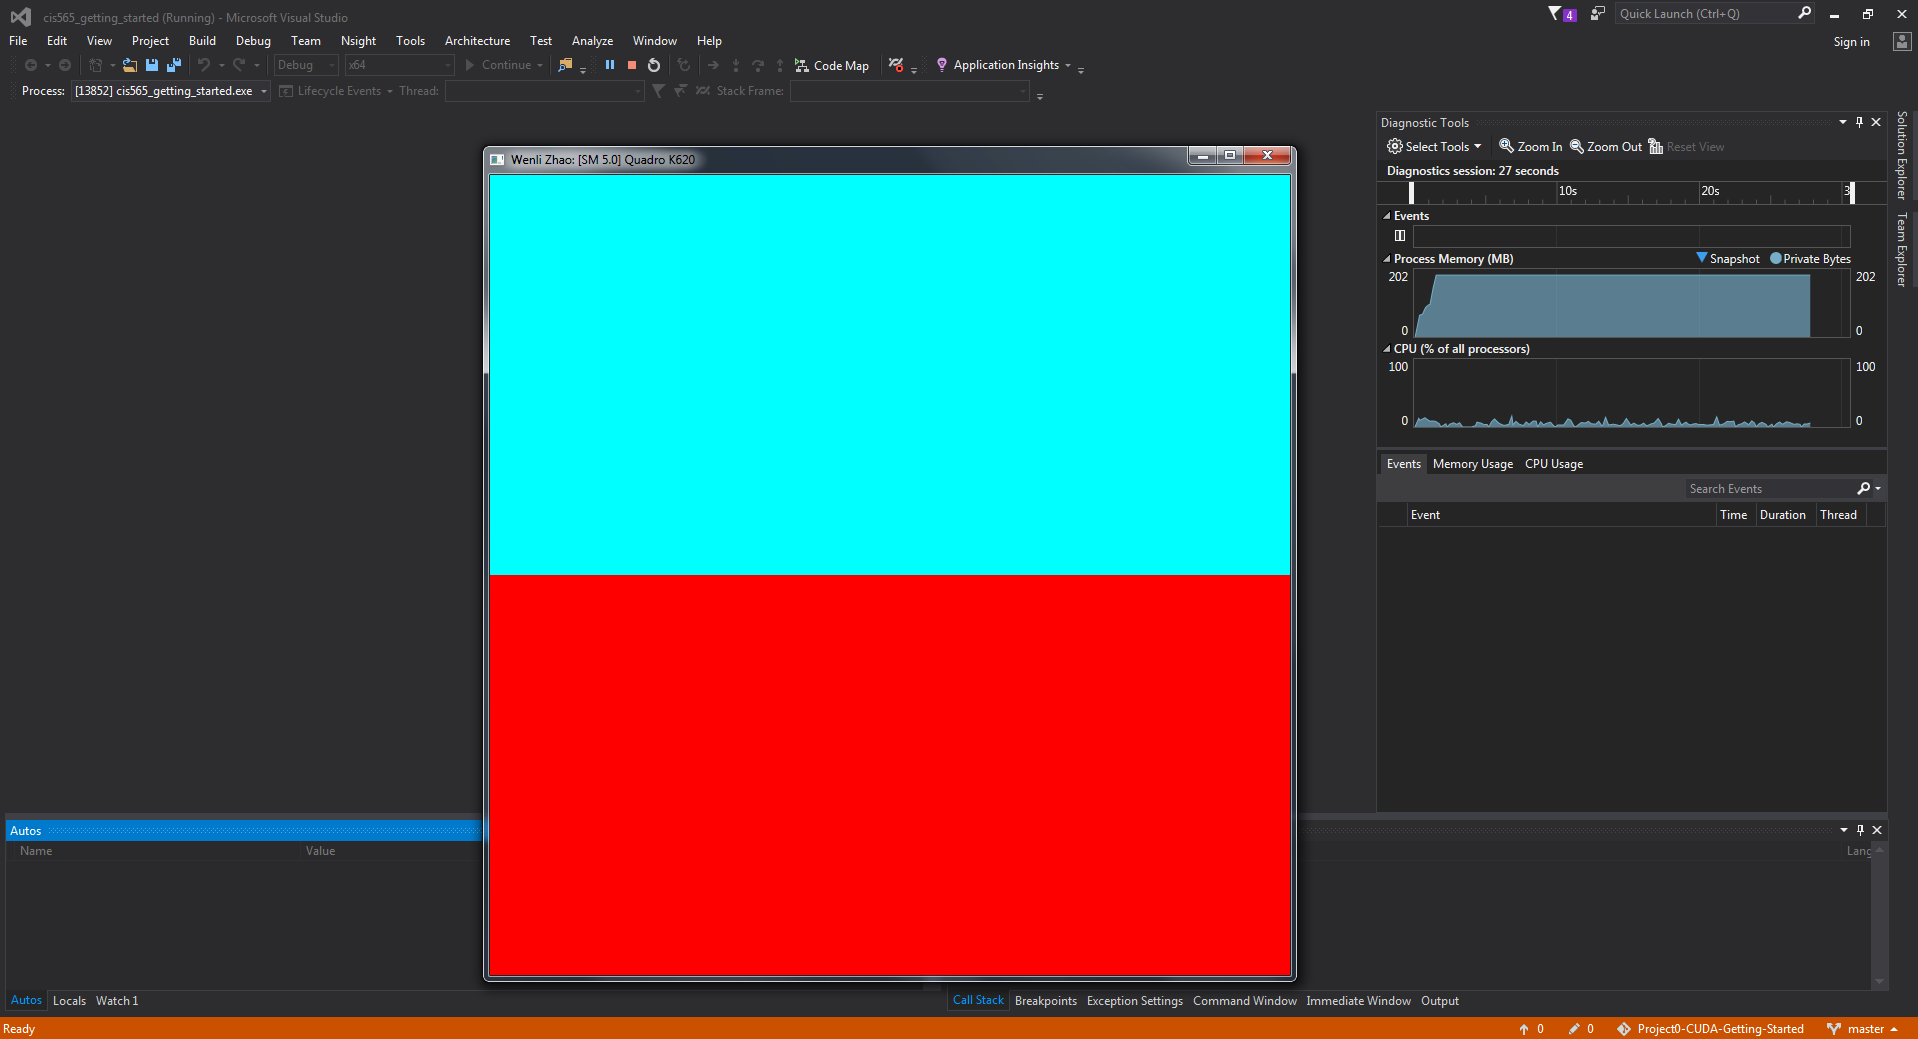 cis565_getting_started (Running) - Microsoft Visual Studio
4
Quick Launch (Ctrl+Q)
File Edit View Project Build Debug Team Nsight Tools Architecture Test Analyze Window Help
Sign in
Debug x64 Continue Code Map Application Insights
Process: [13852] cis565_getting_started.exe Lifecycle Events Thread: Stack Frame:
Solution Explorer
Team Explorer
Diagnostic Tools
Select Tools Zoom In Zoom Out Reset View
Diagnostics session: 27 seconds
10s 20s 3
Events
Process Memory (MB) Snapshot Private Bytes
202 202
0 0
CPU (% of all processors)
100 100
0 0
Events Memory Usage CPU Usage
Search Events
Event Time Duration Thread
Wenli Zhao: [SM 5.0] Quadro K620
Autos
Name Value Lang
Autos Locals Watch 1
Call Stack Breakpoints Exception Settings Command Window Immediate Window Output
Ready
0 0 Project0-CUDA-Getting-Started master